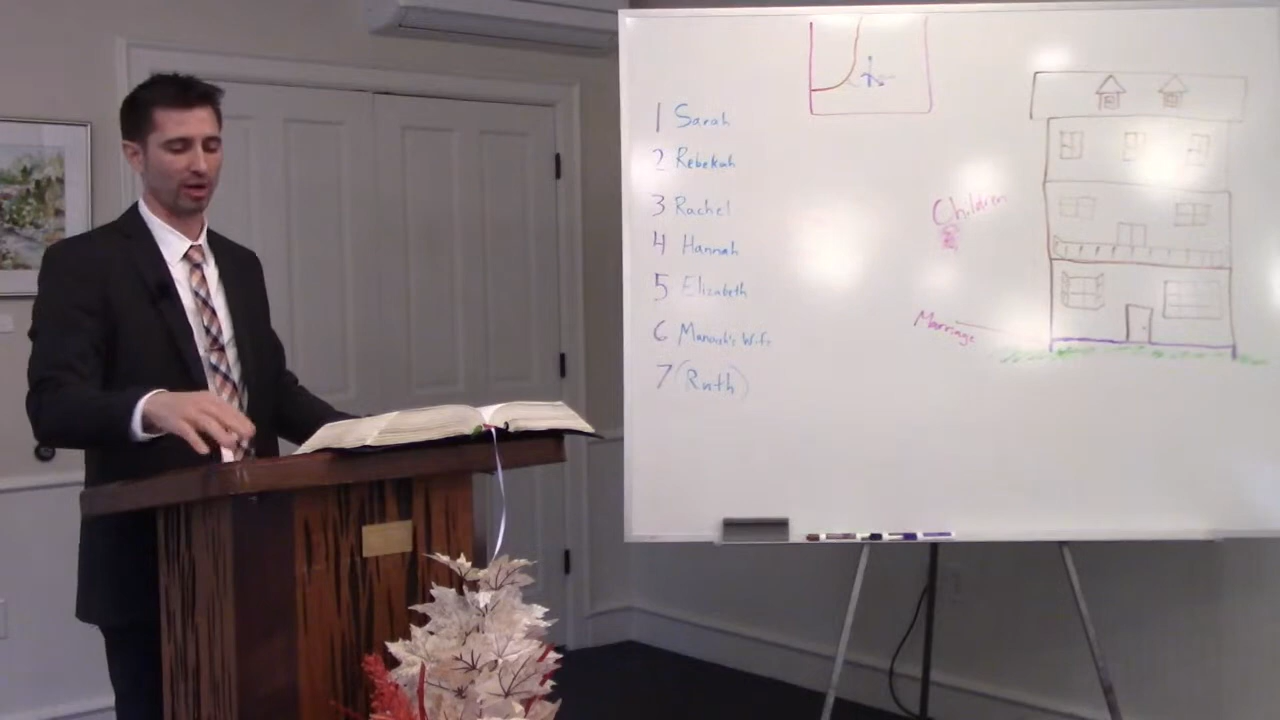 1 Sarah
2 Rebekah
3 Rachel
4 Hannah
5 Elizabeth
6 Manoah's Wife
7 (Ruth)
Children
Marriage